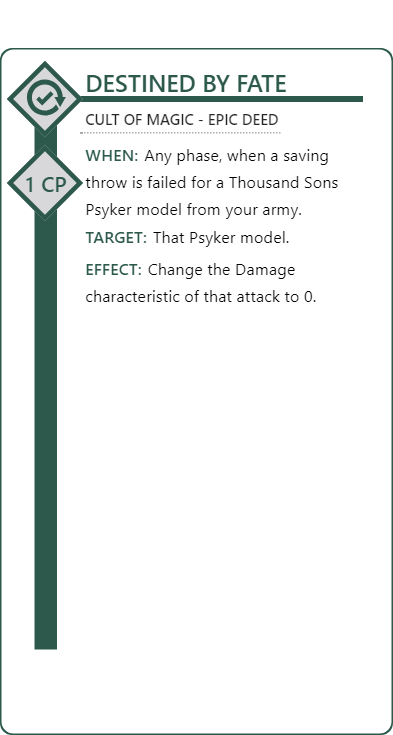 DESTINED BY FATE
CULT OF MAGIC - EPIC DEED
WHEN: Any phase, when a saving
1 CP
throw is failed for a Thousand Sons
Psyker model from your army.
TARGET: That Psyker model.
EFFECT: Change the Damage
characteristic of that attack to 0.